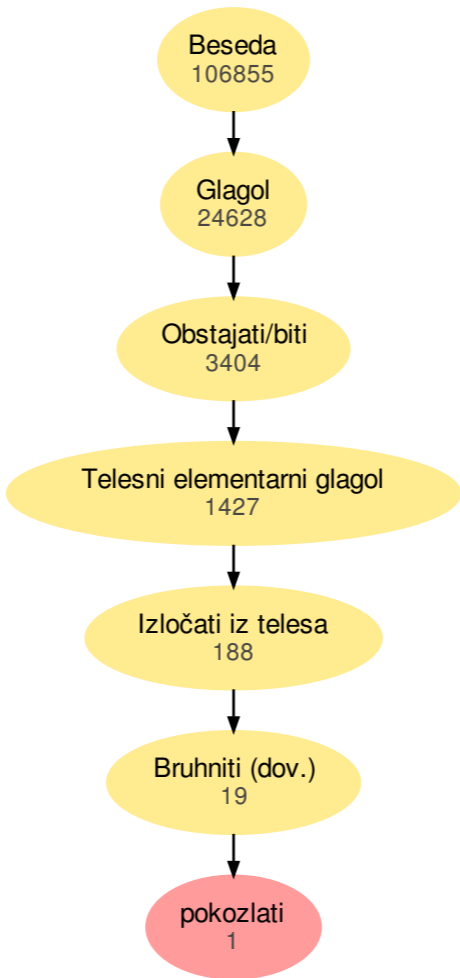 Beseda
106855
Glagol
24628
Obstajati/biti
3404
Telesni elementarni glagol
1427
Izločati iz telesa
188
Bruhniti (dov.)
19
pokozlati
1